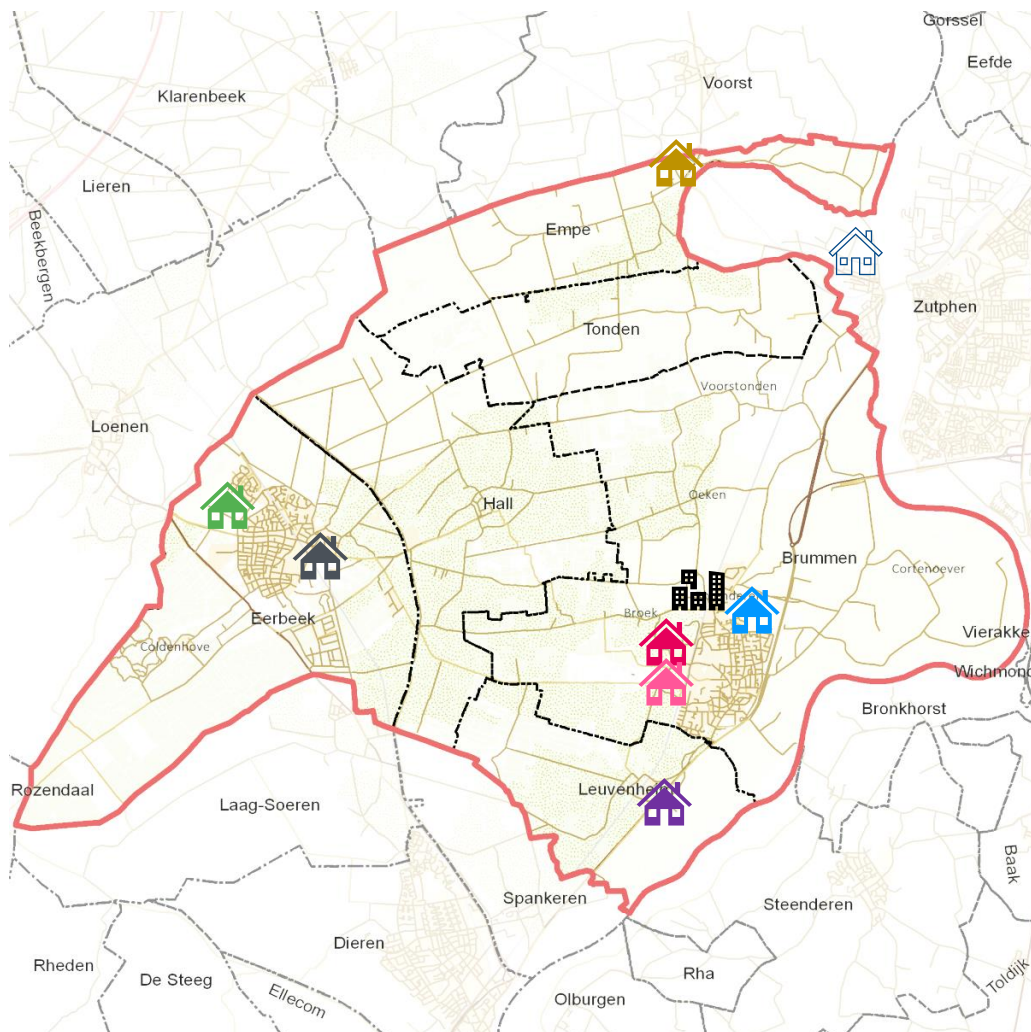 Gorssel
Eefde
Voorst
Klarenbeek
Lieren
Beekbergen
Empe
Zutphen
Tonden
Voorstonden
Loenen
Oeken
Hall
Brummen
Cortenoever
Broek
Eerbeek
Coldenhove
Vierakke
Wichmond
Bronkhorst
Rozendaal
Leuvenheim
Laag-Soeren
Baak
Spankeren
Steenderen
Dieren
Rheden
De Steeg
Rha
Toldijk
Ellecom
Olburgen